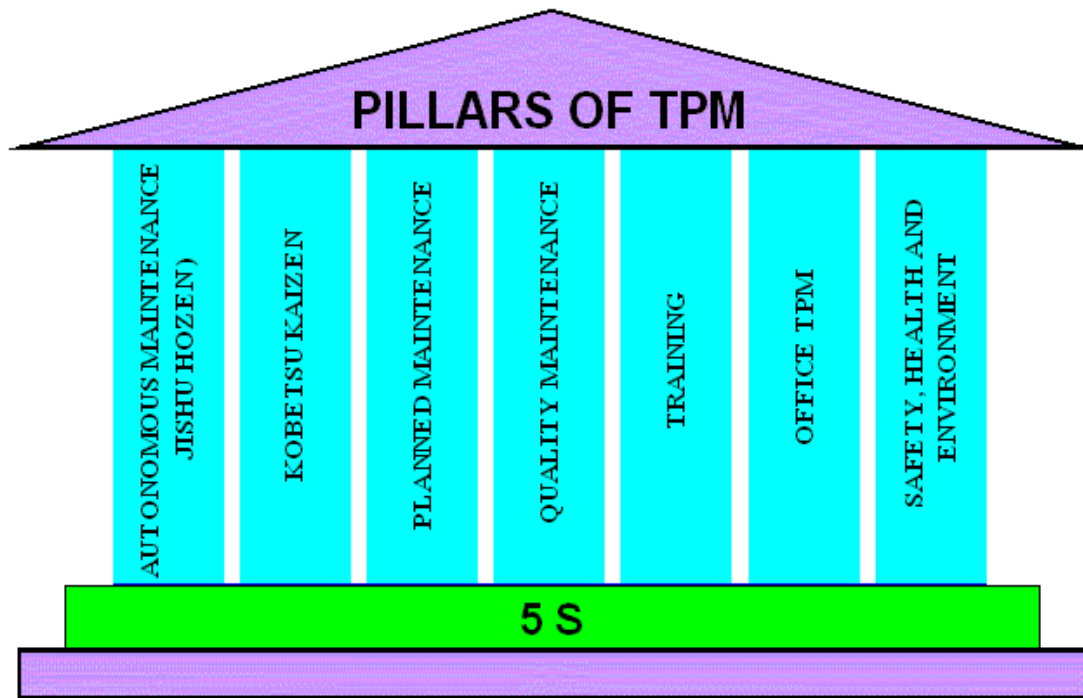 PILLARS OF TPM
AUTONOMOUS MAINTENANCE
JISHU HOZEN )
KOBETSU KAIZEN
PLANNED MAINTENANCE
QUALITY MAINTENANCE
TRAINING
OFFICE TPM
SAFETY, HEALTH AND
ENVIRONMENT
5 S